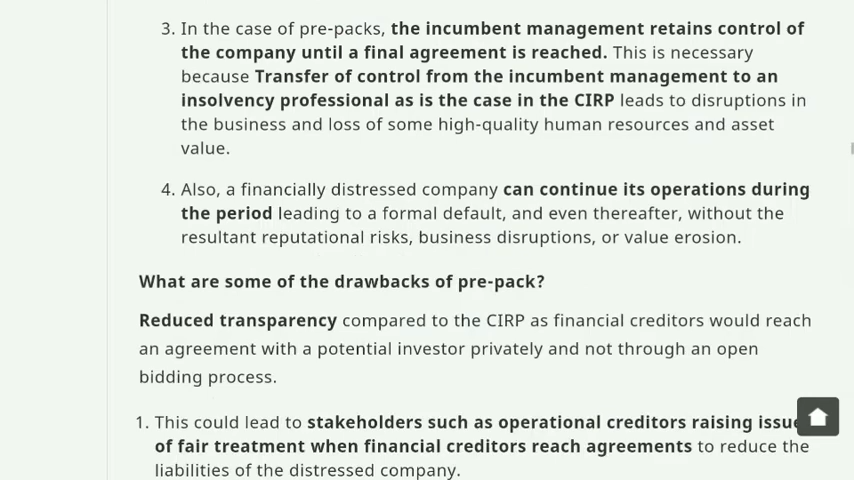 3. In the case of pre-packs, the incumbent management retains control of
the company until a final agreement is reached. This is necessary
because Transfer of control from the incumbent management to an
insolvency professional as is the case in the CIRP leads to disruptions in
the business and loss of some high-quality human resources and asset
value.
4. Also, a financially distressed company can continue its operations during
the period leading to a formal default, and even thereafter, without the
resultant reputational risks, business disruptions, or value erosion.
What are some of the drawbacks of pre-pack?
Reduced transparency compared to the CIRP as financial creditors would reach
an agreement with a potential investor privately and not through an open
bidding process.
1. This could lead to stakeholders such as operational creditors raising issue
of fair treatment when financial creditors reach agreements to reduce the
liabilities of the distressed company.